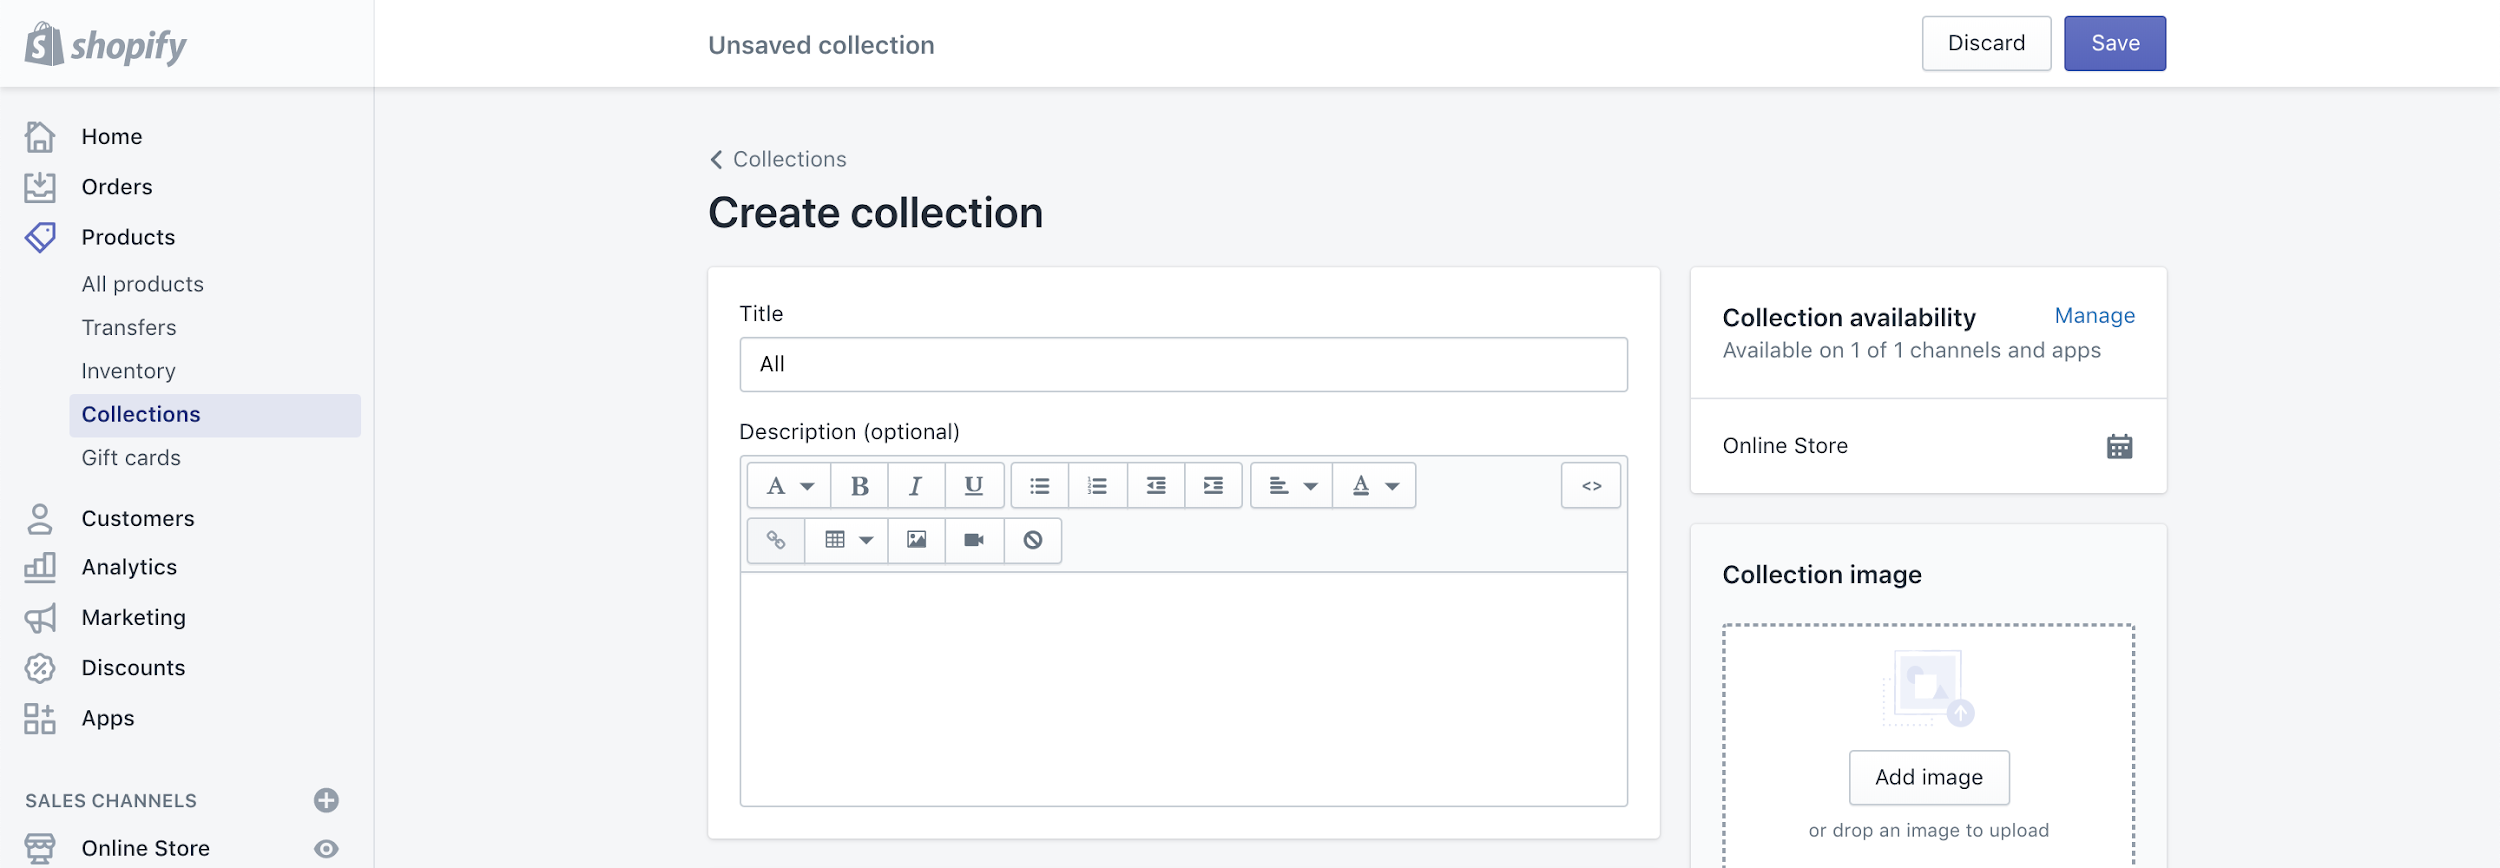 shopify
Unsaved collection
Discard
Save
Home
Orders
Products
All products
Transfers
Inventory
Collections
Gift cards
Customers
Analytics
Marketing
Discounts
Apps
SALES CHANNELS
Online Store
Collections
Create collection
Title
All
Description (optional)
A
B
I
U
A
<>
Collection availability
Manage
Available on 1 of 1 channels and apps
Online Store
Collection image
Add image
or drop an image to upload